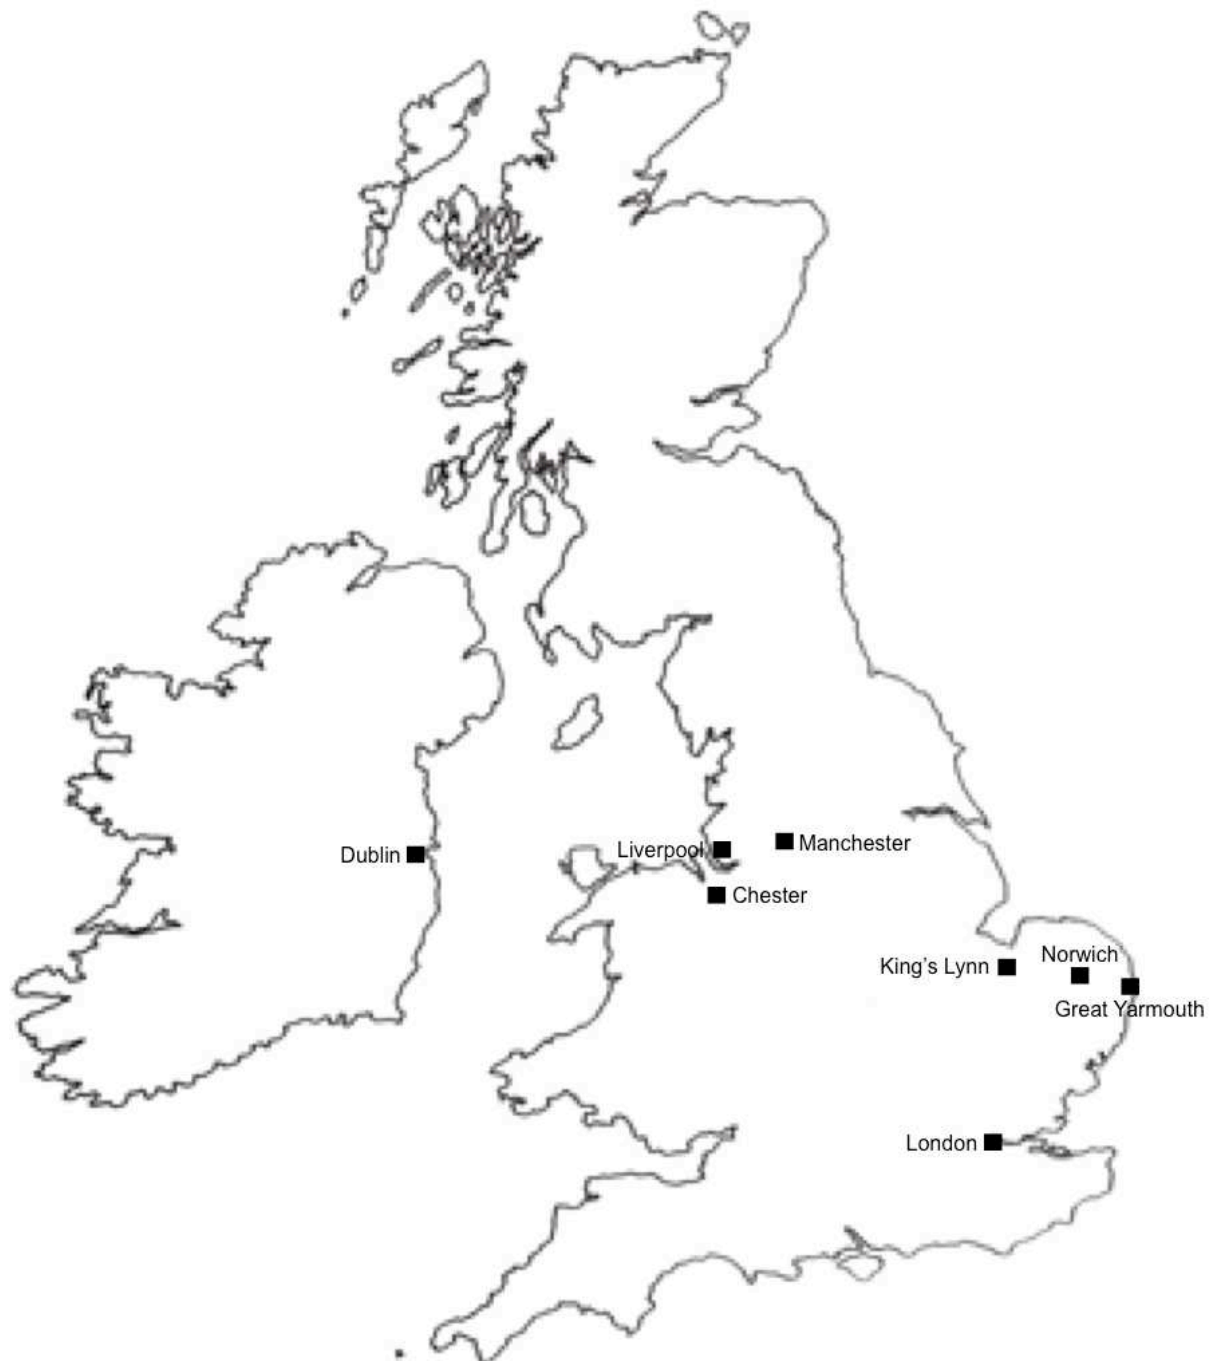 Manchester
Liverpool
Dublin
Chester
Norwich
King's Lynn
Great Yarmouth
London